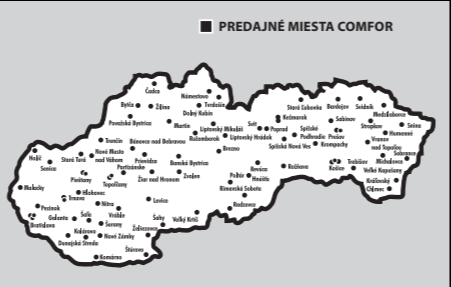 PREDAJNÉ MIESTA COMFOR
Čadca
Námestovo
Bytča
Žilina
Tvrdošín
Dolný Kubín
Stará Ľubovňa
Bardejov
Svidník
Považská Bystrica
Martin
Kežmarok
Medzilaborce
Liptovský Mikuláš
Svit
Poprad
Spišské
Podhradie
Sabinov
Prešov
Stropkov
Snina
Humenné
Ružomberok
Liptovský Hrádok
Spišská Nová Ves
Krompachy
Vranov
nad Topľou
Trenčín
Bánovce nad Bebravou
Brezno
Sobrance
Holíč
Senica
Stará Turá
Nové Mesto
nad Váhom
Prievidza
Partizánske
Banská Bystrica
Revúca
Rožňava
Košice
Trebišov
Michalovce
Veľké Kapušany
Piešťany
Topoľčany
Žiar nad Hronom
Zvolen
Poltár
Hnúšťa
Rimavská Sobota
Kráľovský
Chlmec
Malacky
Hlohovec
Trnava
Nitra
Levice
Radzovce
Pezinok
Bratislava
Galanta
Šaľa
Vráble
Šurany
Šahy
Veľký Krtíš
Kolárovo
Nové Zámky
Želiezovce
Dunajská Streda
Štúrovo
Komárno